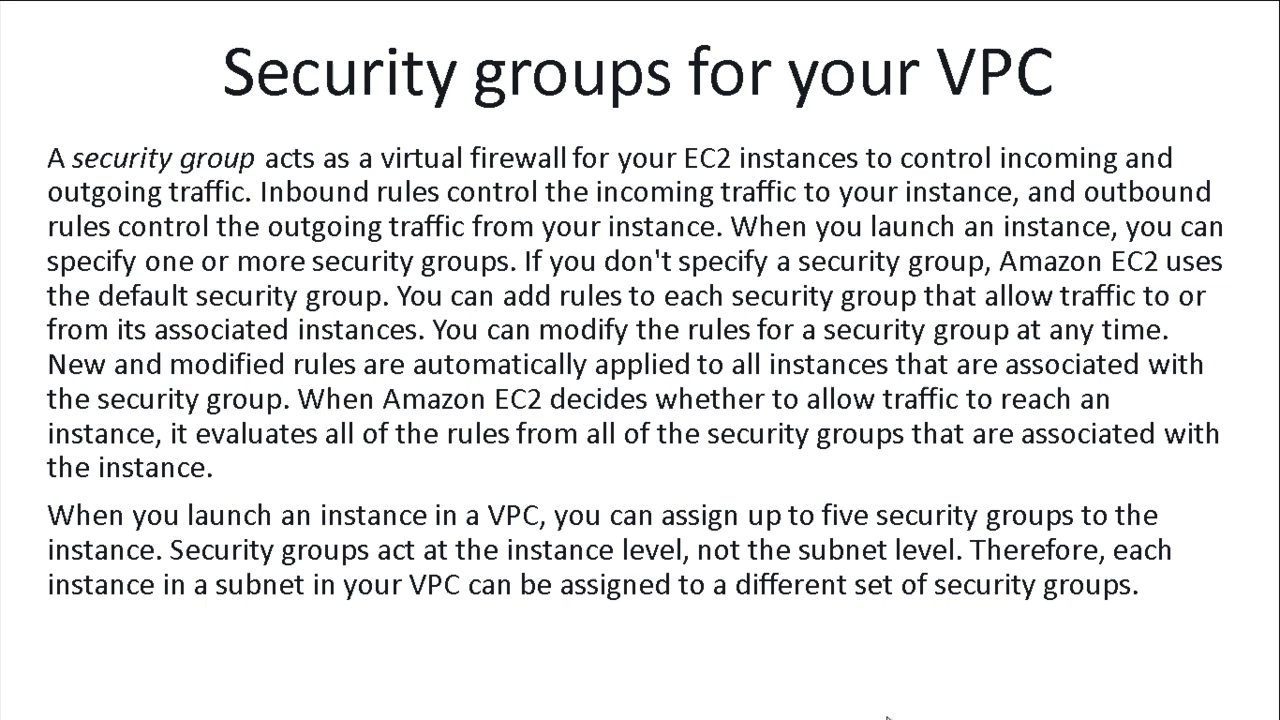 Security groups for your VPC
A security group acts as a virtual firewall for your EC2 instances to control incoming and
outgoing traffic. Inbound rules control the incoming traffic to your instance, and outbound
rules control the outgoing traffic from your instance. When you launch an instance, you can
specify one or more security groups. If you don't specify a security group, Amazon EC2 uses
the default security group. You can add rules to each security group that allow traffic to or
from its associated instances. You can modify the rules for a security group at any time.
New and modified rules are automatically applied to all instances that are associated with
the security group. When Amazon EC2 decides whether to allow traffic to reach an
instance, it evaluates all of the rules from all of the security groups that are associated with
the instance.
When you launch an instance in a VPC, you can assign up to five security groups to the
instance. Security groups act at the instance level, not the subnet level. Therefore, each
instance in a subnet in your VPC can be assigned to a different set of security groups.